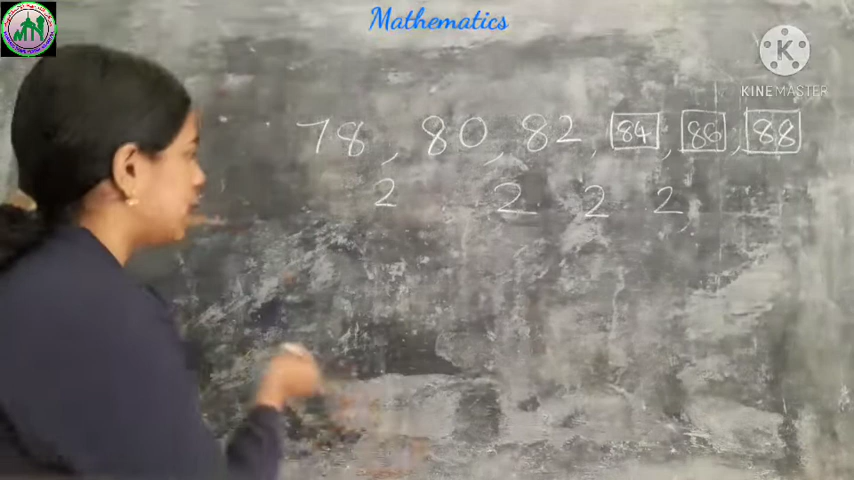 Mathematics
KINEMASTER
78, 80, 82, 84, 86, 88
2 2 2 2,